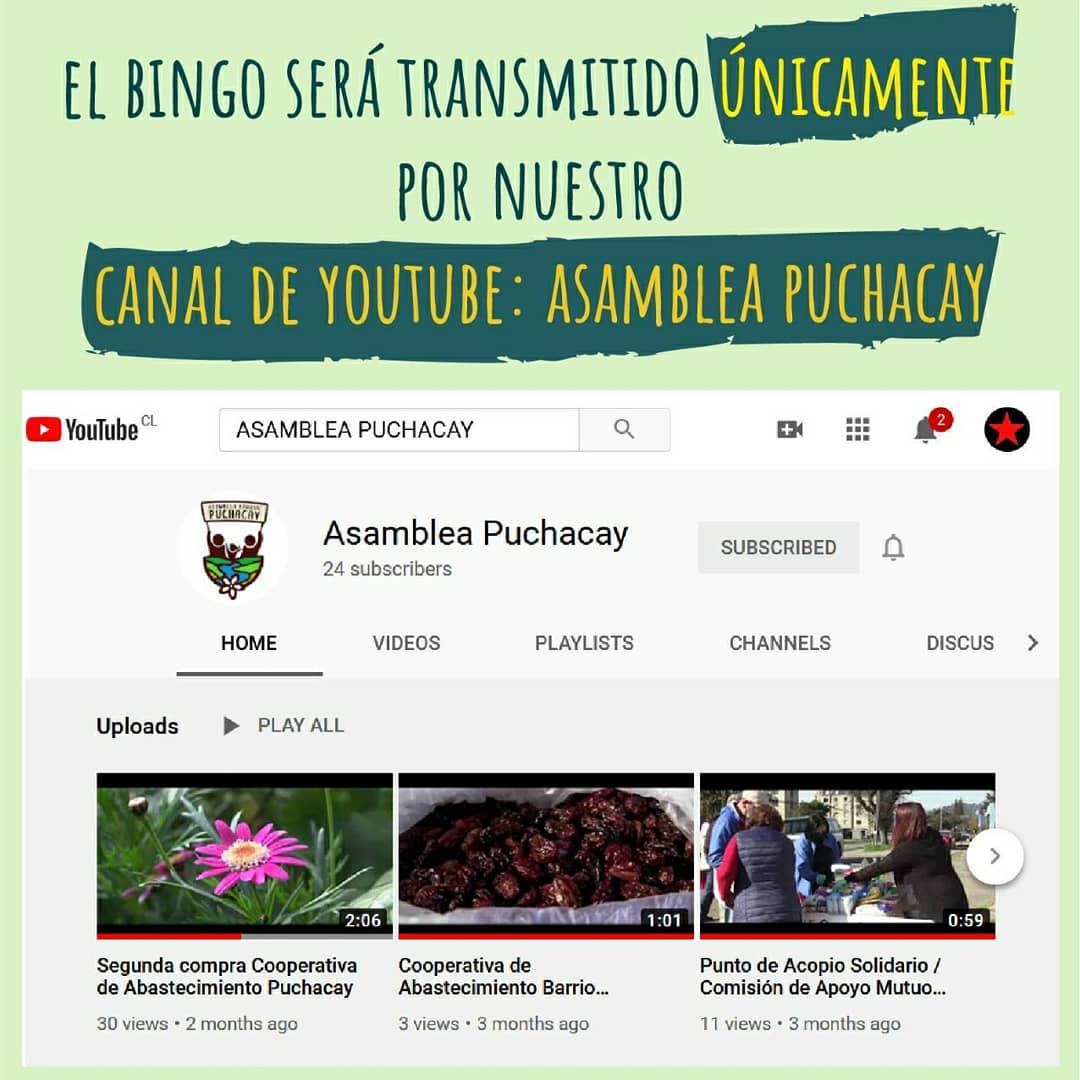 EL BINGO SERÁ TRANSMITIDO ÚNICAMENTE
POR NUESTRO
CANAL DE YOUTUBE: ASAMBLEA PUCHACAY
YouTube CL
ASAMBLEA PUCHACAY
2
PUCHACAY
Asamblea Puchacay
24 subscribers
SUBSCRIBED
HOME VIDEOS PLAYLISTS CHANNELS DISCUS
Uploads PLAY ALL
2:06 1:01 0:59
Segunda compra Cooperativa
de Abastecimiento Puchacay
30 views • 2 months ago
Cooperativa de
Abastecimiento Barrio...
3 views • 3 months ago
Punto de Acopio Solidario /
Comisión de Apoyo Mutuo...
11 views • 3 months ago